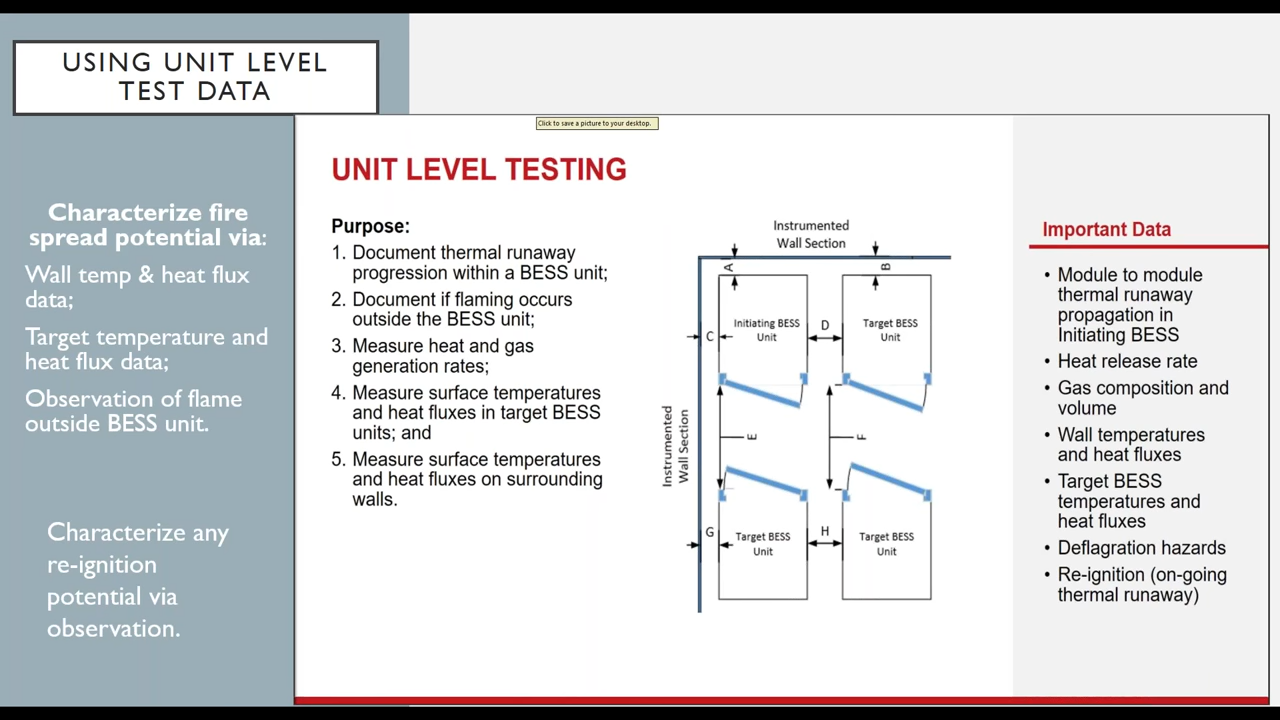 USING UNIT LEVEL
TEST DATA
Click to save a picture to your desktop.
Characterize fire
spread potential via:
Wall temp & heat flux
data;
Target temperature and
heat flux data;
Observation of flame
outside BESS unit.
Characterize any
re-ignition
potential via
observation.
UNIT LEVEL TESTING
Purpose:
1. Document thermal runaway
progression within a BESS unit;
2. Document if flaming occurs
outside the BESS unit;
3. Measure heat and gas
generation rates;
4. Measure surface temperatures
and heat fluxes in target BESS
units; and
5. Measure surface temperatures
and heat fluxes on surrounding
walls.
Instrumented
Wall Section
A
B
C
Initiating BESS
Unit
D
Target BESS
Unit
Instrumented
Wall Section
E
F
G
Target BESS
Unit
H
Target BESS
Unit
Important Data
• Module to module
thermal runaway
propagation in
Initiating BESS
• Heat release rate
• Gas composition and
volume
• Wall temperatures
and heat fluxes
• Target BESS
temperatures and
heat fluxes
• Deflagration hazards
• Re-ignition (on-going
thermal runaway)